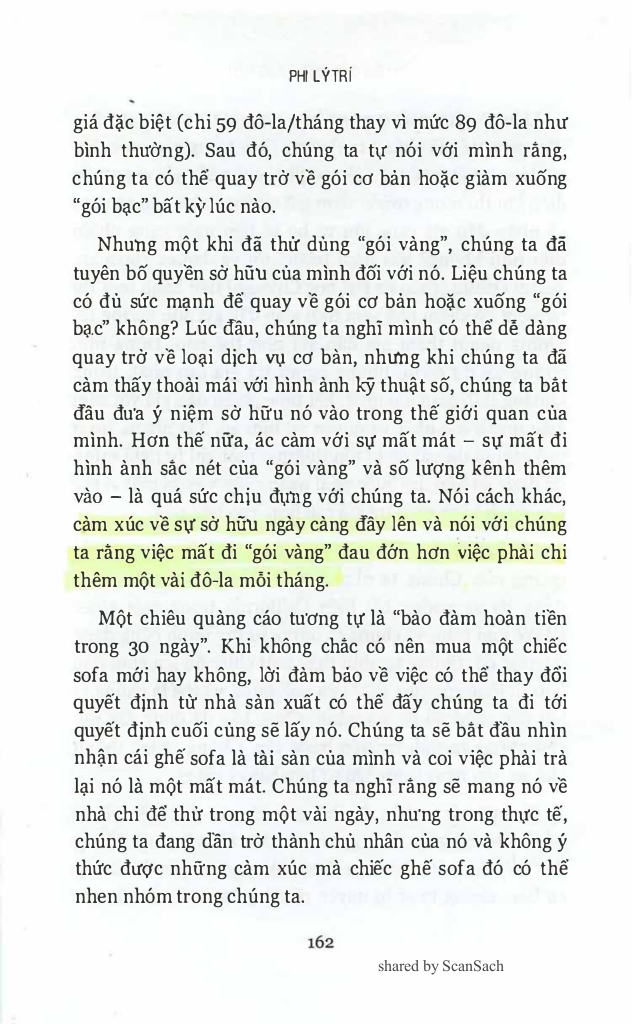 PHI LÝ TRÍ
giá đặc biệt (chỉ 59 đô-la/tháng thay vì mức 89 đô-la như
bình thường). Sau đó, chúng ta tự nói với mình rằng,
chúng ta có thể quay trở về gói cơ bản hoặc giảm xuống
“gói bạc” bất kỳ lúc nào.
Nhưng một khi đã thử dùng “gói vàng”, chúng ta đã
tuyên bố quyền sở hữu của mình đối với nó. Liệu chúng ta
có đủ sức mạnh để quay về gói cơ bản hoặc xuống “gói
bạc” không? Lúc đầu, chúng ta nghĩ mình có thể dễ dàng
quay trở về loại dịch vụ cơ bản, nhưng khi chúng ta đã
cảm thấy thoải mái với hình ảnh kỹ thuật số, chúng ta bắt
đầu đưa ý niệm sở hữu nó vào trong thế giới quan của
mình. Hơn thế nữa, ác cảm với sự mất mát – sự mất đi
hình ảnh sắc nét của “gói vàng” và số lượng kênh thêm
vào – là quá sức chịu đựng với chúng ta. Nói cách khác,
cảm xúc về sự sở hữu ngày càng đầy lên và nói với chúng
ta rằng việc mất đi “gói vàng” đau đớn hơn việc phải chi
thêm một vài đô-la mỗi tháng.
Một chiêu quảng cáo tương tự là “bảo đảm hoàn tiền
trong 30 ngày”. Khi không chắc có nên mua một chiếc
sofa mới hay không, lời đảm bảo về việc có thể thay đổi
quyết định từ nhà sản xuất có thể đẩy chúng ta đi tới
quyết định cuối cùng sẽ lấy nó. Chúng ta sẽ bắt đầu nhìn
nhận cái ghế sofa là tài sản của mình và coi việc phải trả
lại nó là một mất mát. Chúng ta nghĩ rằng sẽ mang nó về
nhà chỉ để thử trong một vài ngày, nhưng trong thực tế,
chúng ta đang dần trở thành chủ nhân của nó và không ý
thức được những cảm xúc mà chiếc ghế sofa đó có thể
nhen nhóm trong chúng ta.
162
shared by ScanSach